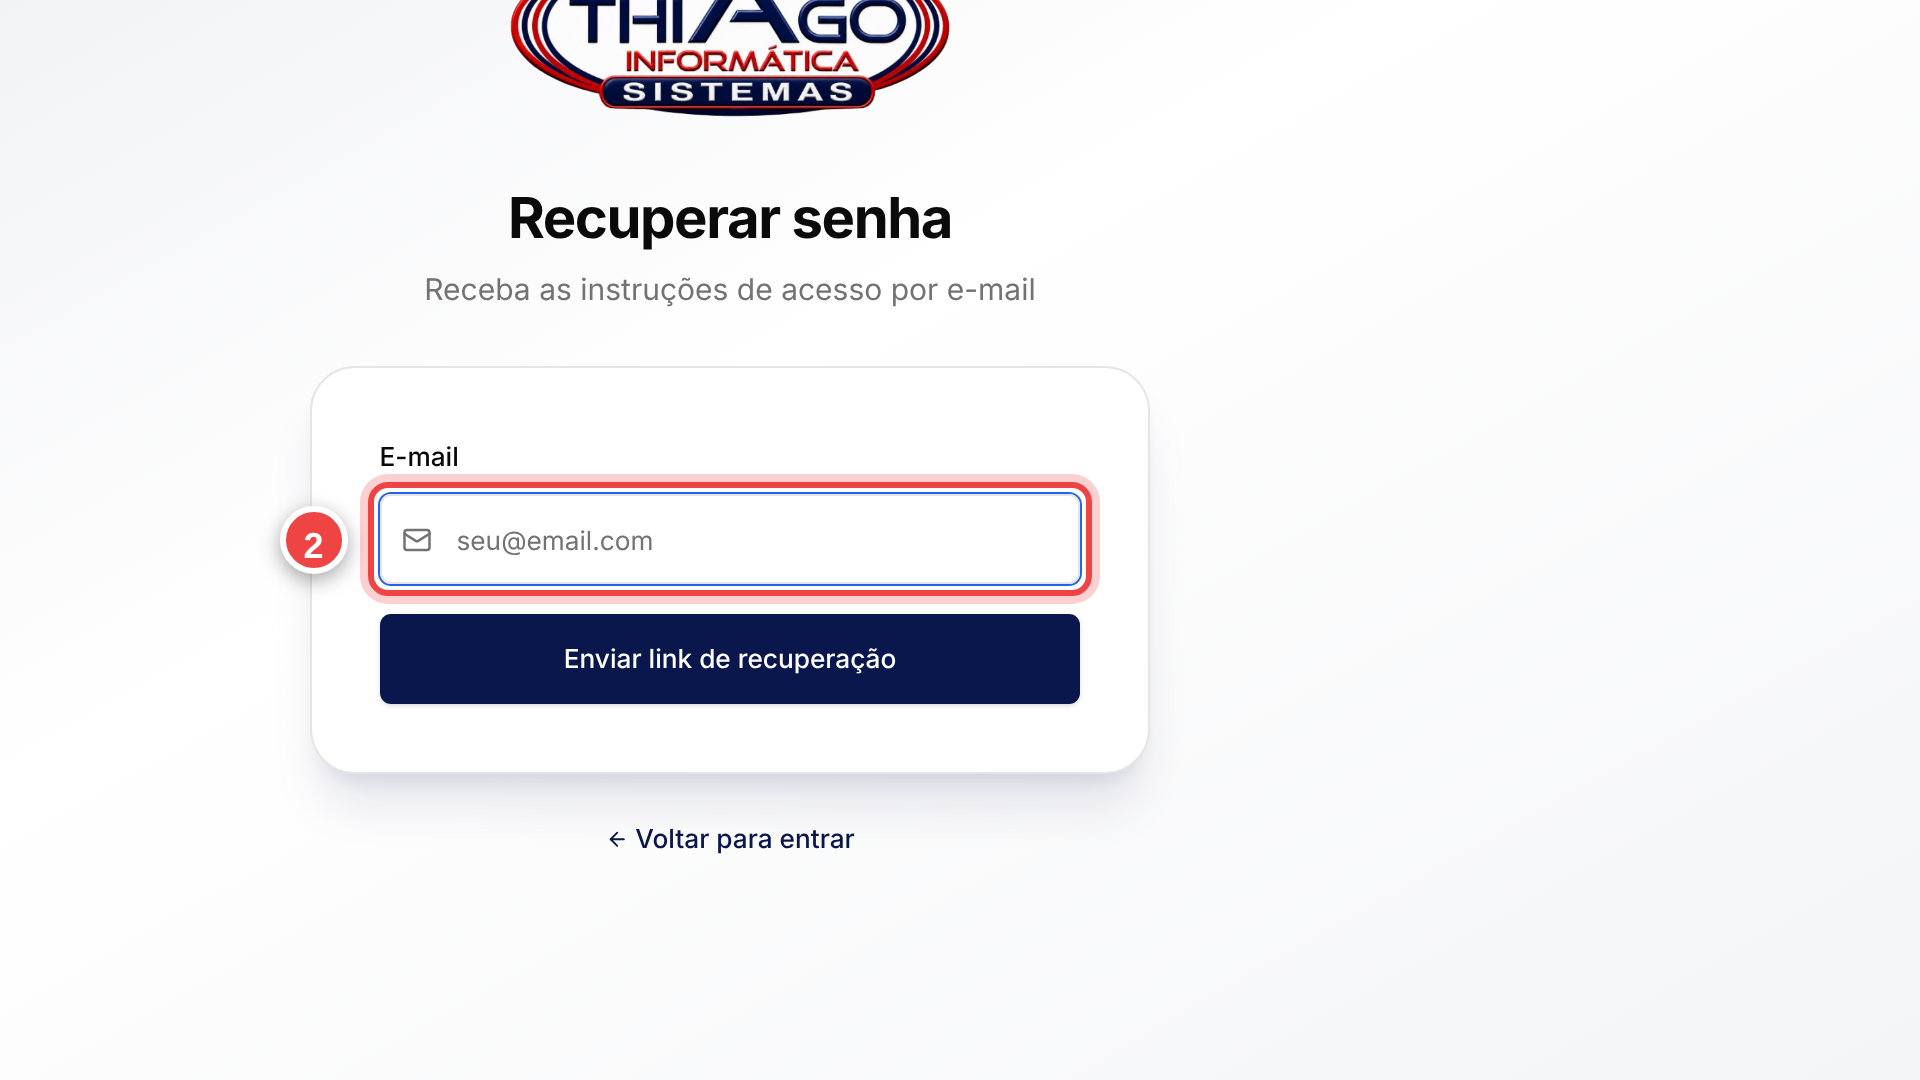 THIAGO
INFORMÁTICA
SISTEMAS
Recuperar senha
Receba as instruções de acesso por e-mail
E-mail
2
seu@email.com
Enviar link de recuperação
← Voltar para entrar